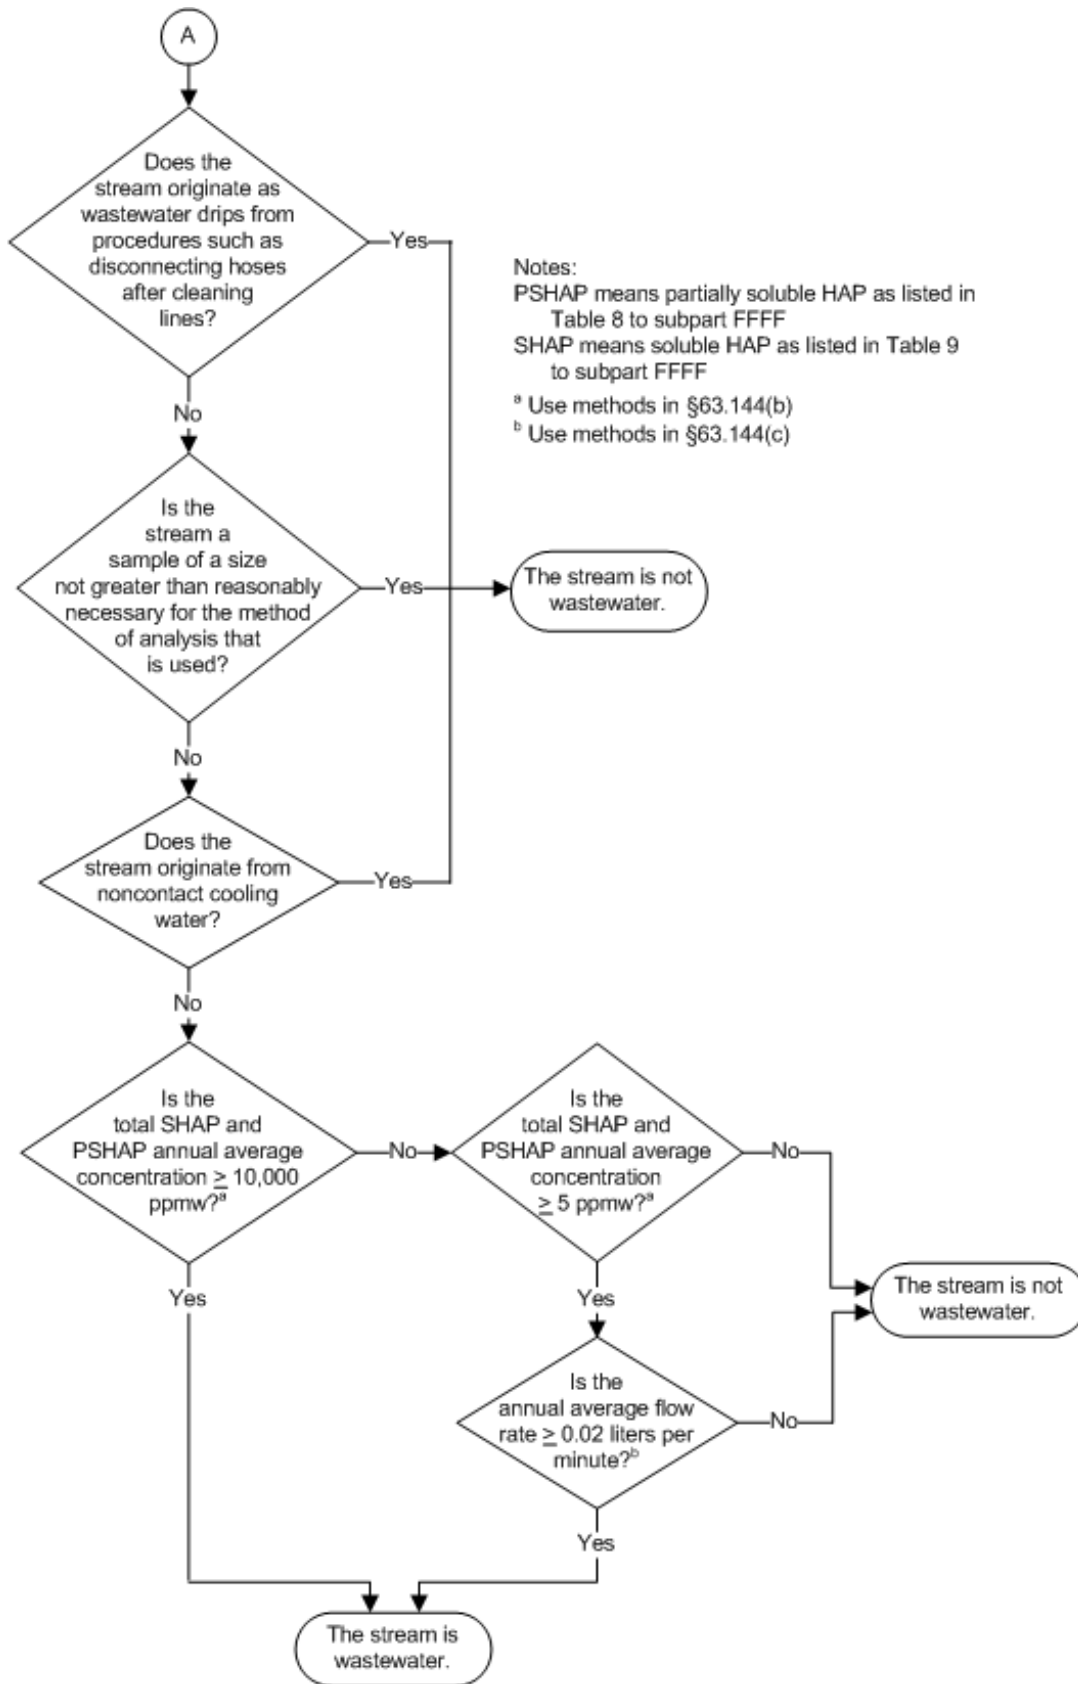 A
Does the
stream originate as
wastewater drips from
procedures such as
disconnecting hoses
after cleaning
lines?
Yes
No
Notes:
PSHAP means partially soluble HAP as listed in
Table 8 to subpart FFFF
SHAP means soluble HAP as listed in Table 9
to subpart FFFF
a Use methods in §63.144(b)
b Use methods in §63.144(c)
Is the
stream a
sample of a size
not greater than reasonably
necessary for the method
of analysis that
is used?
Yes
The stream is not
wastewater.
No
Does the
stream originate from
noncontact cooling
water?
Yes
No
Is the
total SHAP and
PSHAP annual average
concentration ≥ 10,000
ppmw?a
No
Yes
Is the
total SHAP and
PSHAP annual average
concentration
≥ 5 ppmw?a
No
Yes
The stream is not
wastewater.
Is the
annual average flow
rate ≥ 0.02 liters per
minute?b
No
Yes
The stream is
wastewater.